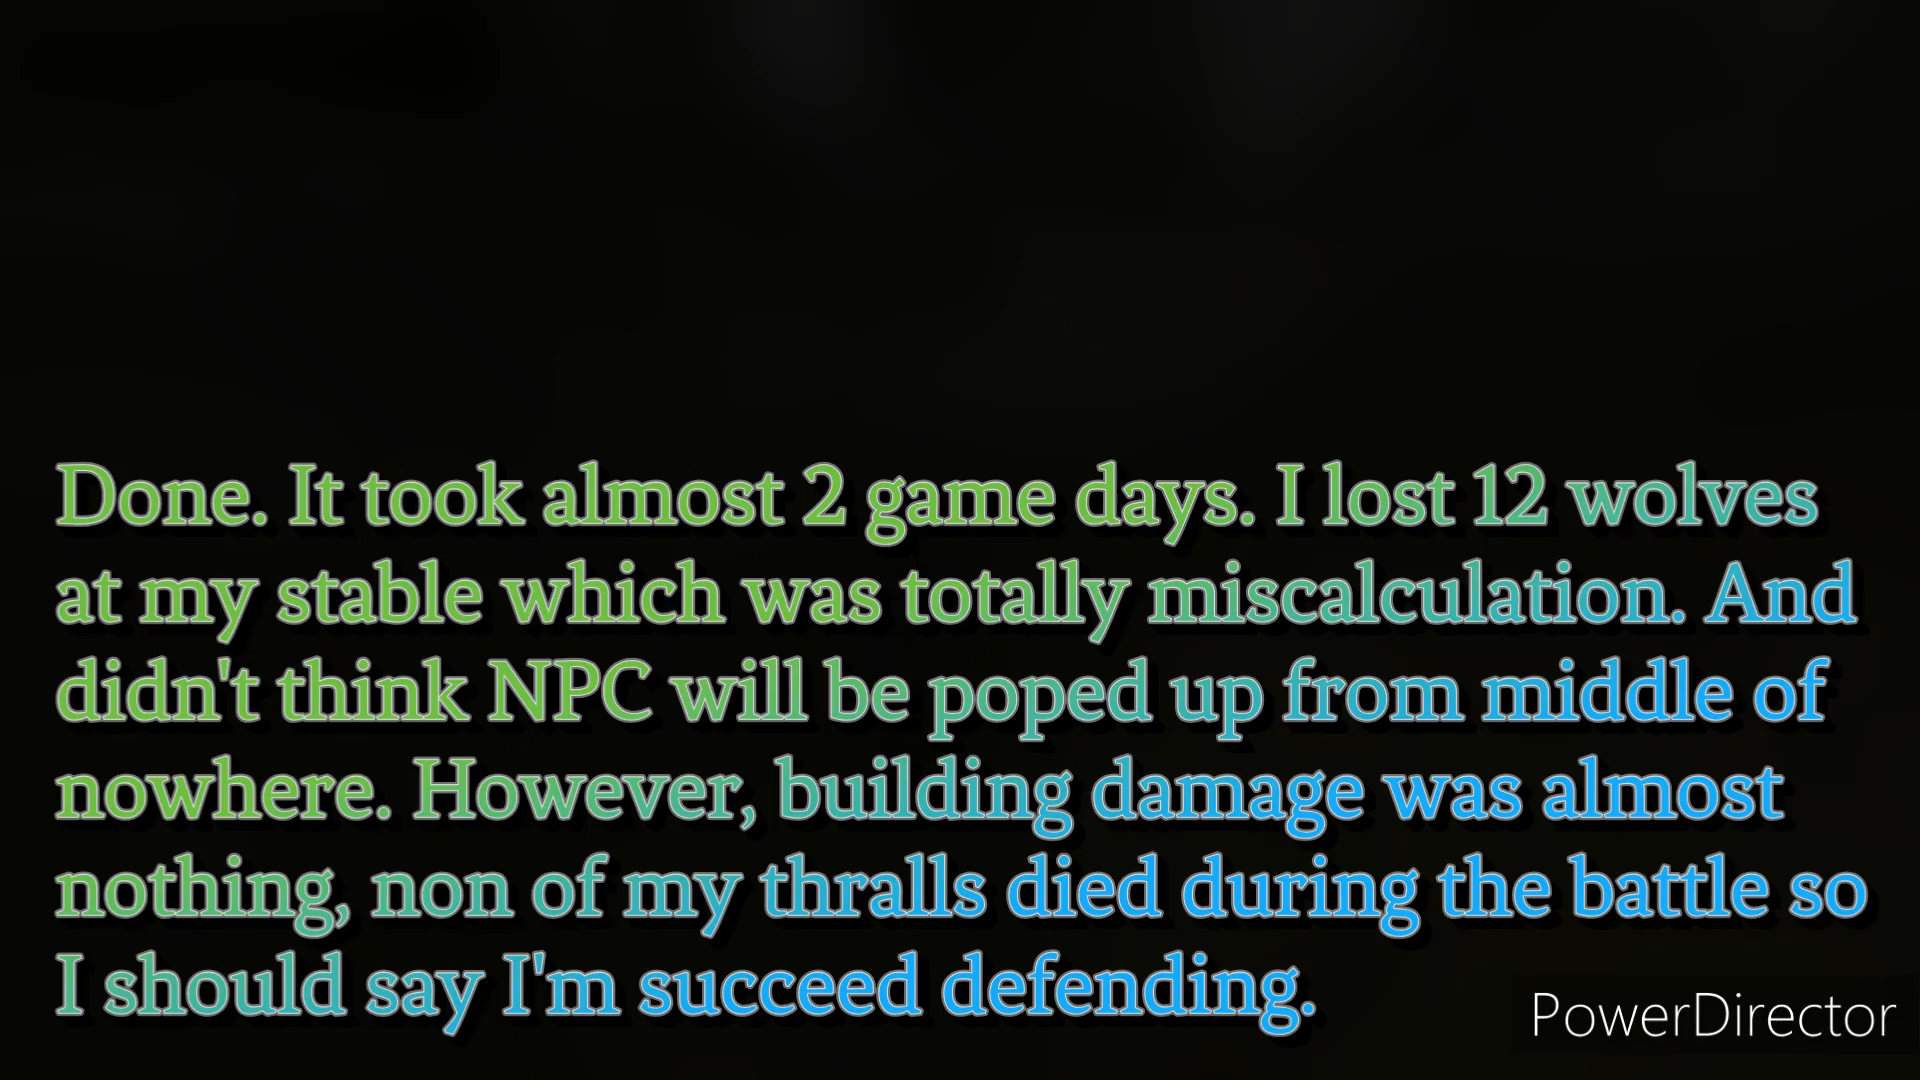 Done. It took almost 2 game days. I lost 12 wolves
at my stable which was totally miscalculation. And
didn't think NPC will be poped up from middle of
nowhere. However, building damage was almost
nothing, non of my thralls died during the battle so
I should say I'm succeed defending.
PowerDirector